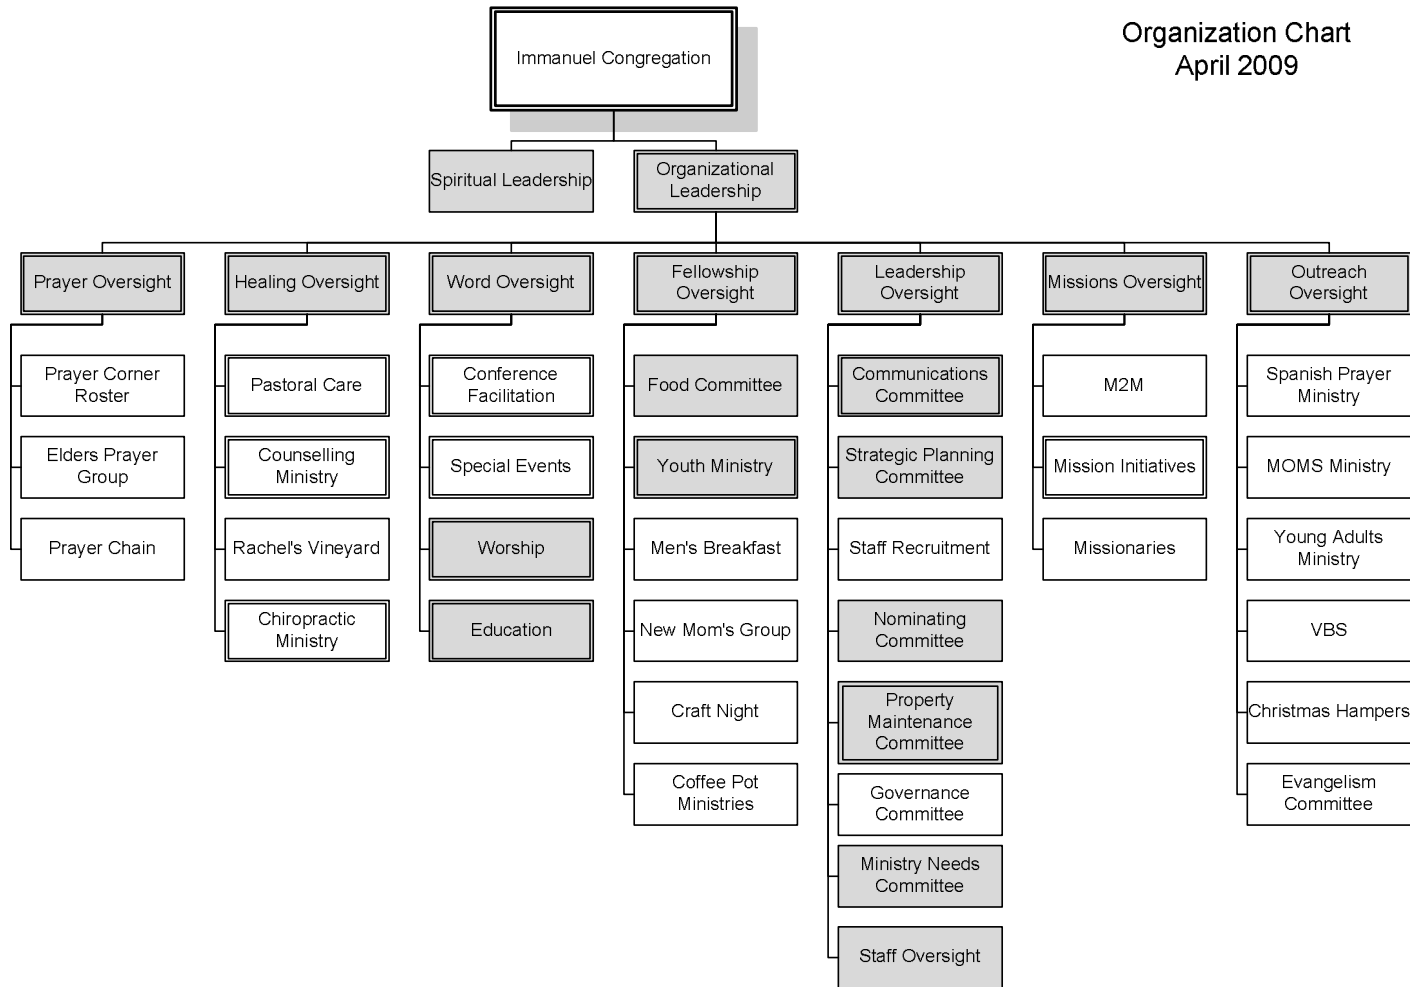 Organization Chart
April 2009
Immanuel Congregation
Spiritual Leadership
Organizational
Leadership
Prayer Oversight
Healing Oversight
Word Oversight
Fellowship
Oversight
Leadership
Oversight
Missions Oversight
Outreach
Oversight
Prayer Corner
Roster
Elders Prayer
Group
Prayer Chain
Pastoral Care
Counselling
Ministry
Rachel's Vineyard
Chiropractic
Ministry
Conference
Facilitation
Special Events
Worship
Education
Food Committee
Youth Ministry
Men's Breakfast
New Mom's Group
Craft Night
Coffee Pot
Ministries
Communications
Committee
Strategic Planning
Committee
Staff Recruitment
Nominating
Committee
Property
Maintenance
Committee
Governance
Committee
Ministry Needs
Committee
Staff Oversight
M2M
Mission Initiatives
Missionaries
Spanish Prayer
Ministry
MOMS Ministry
Young Adults
Ministry
VBS
Christmas Hampers
Evangelism
Committee